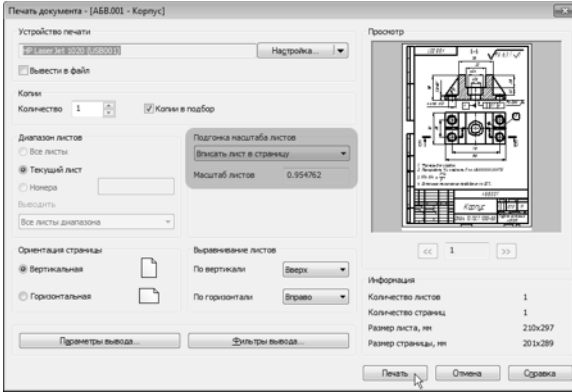 Печать документа - [АБВ.001 - Корпус]
Устройство печати
HP LaserJet 1020 (USB001)
Настройка...
Вывести в файл
Копии
Количество 1
Копии в подбор
Диапазон листов
Все листы
Текущий лист
Номера
Выводить
Все листы диапазона
Подгонка масштаба листов
Вписать лист в страницу
Масштаб листов 0.954762
Ориентация страницы
Вертикальная
Горизонтальная
Выравнивание листов
По вертикали Вверх
По горизонтали Вправо
Параметры вывода...
Фильтры вывода...
Просмотр
Корпус
<< 1 >>
Информация
Количество листов 1
Количество страниц 1
Размер листа, мм 210x297
Размер страницы, мм 201x289
Печать
Отмена
Справка